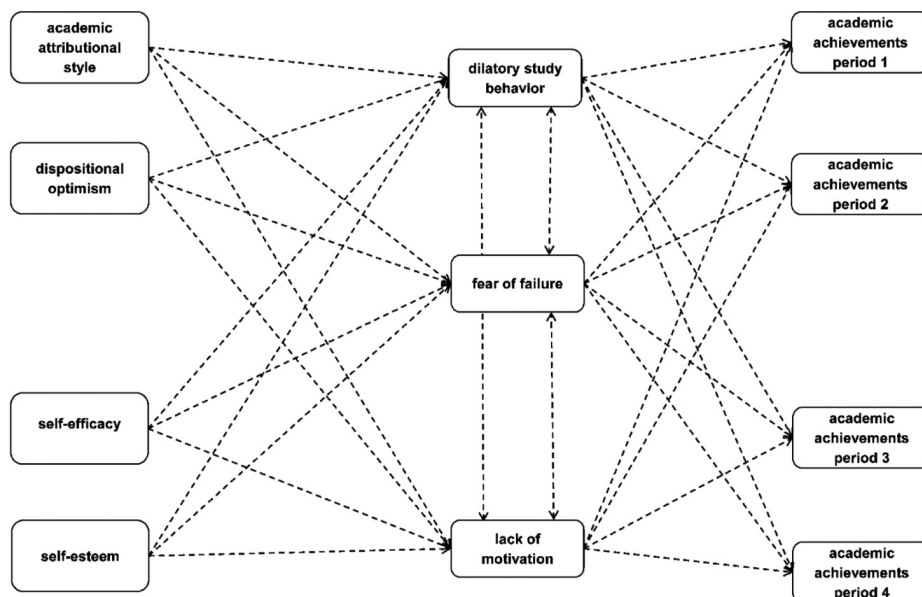 academic
attributional
style
dispositional
optimism
self-efficacy
self-esteem
dilatory study
behavior
fear of failure
lack of
motivation
academic
achievements
period 1
academic
achievements
period 2
academic
achievements
period 3
academic
achievements
period 4